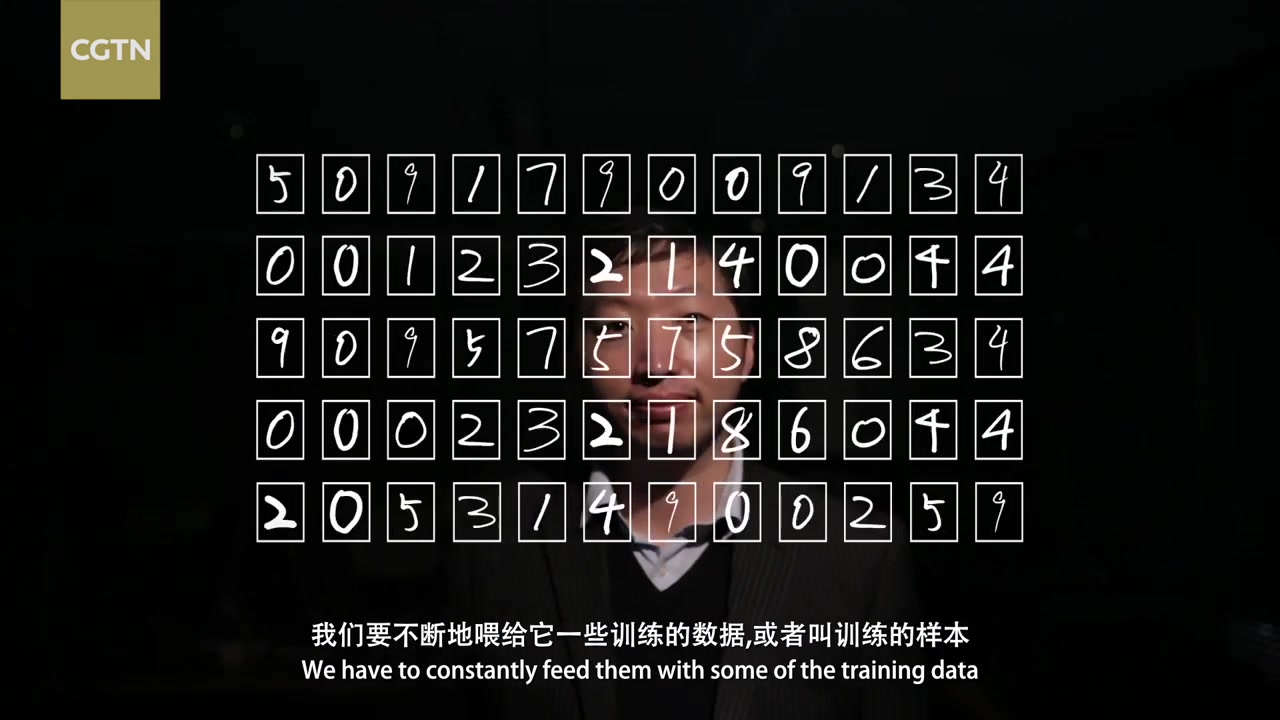 CGTN
5 0 9 1 7 9 0 0 9 1 3 4
0 0 1 2 3 2 1 4 0 0 4 4
9 0 9 5 7 5 7 5 8 6 3 4
0 0 0 2 3 2 1 8 6 0 4 4
2 0 5 3 1 4 9 0 0 2 5 9
我们要不断地喂给它一些训练的数据,或者叫训练的样本
We have to constantly feed them with some of the training data